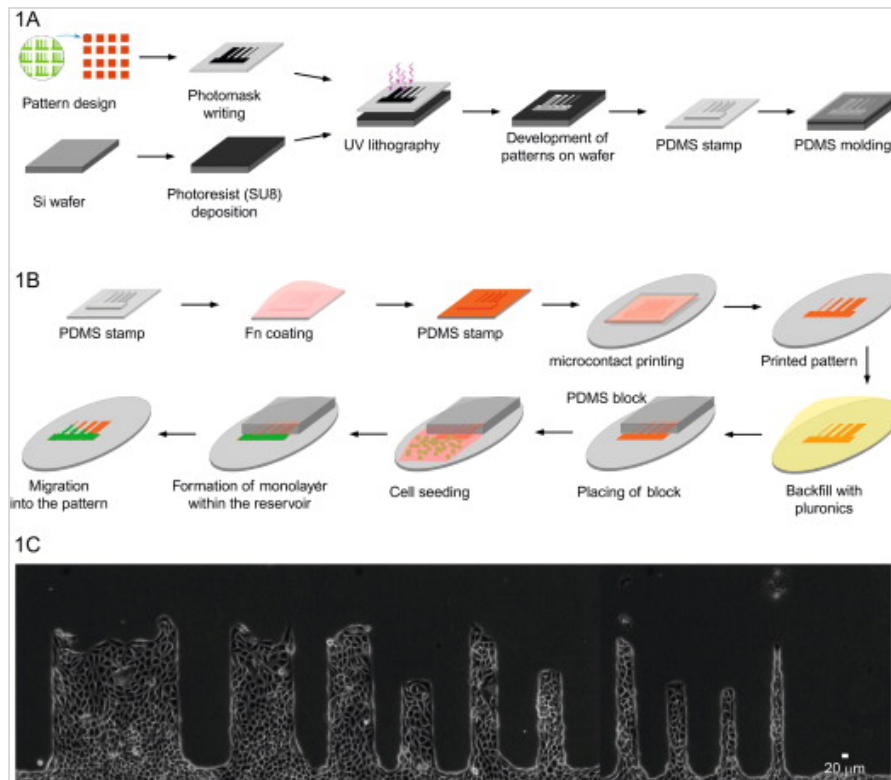 1A
Pattern design
Photomask
writing
UV lithography
Development of
patterns on wafer
PDMS stamp
PDMS molding
Si wafer
Photoresist (SU8)
deposition
1B
PDMS stamp
Fn coating
PDMS stamp
microcontact printing
Printed pattern
PDMS block
Migration
into the pattern
Formation of monolayer
within the reservoir
Cell seeding
Placing of block
Backfill with
pluronics
1C
20 µm